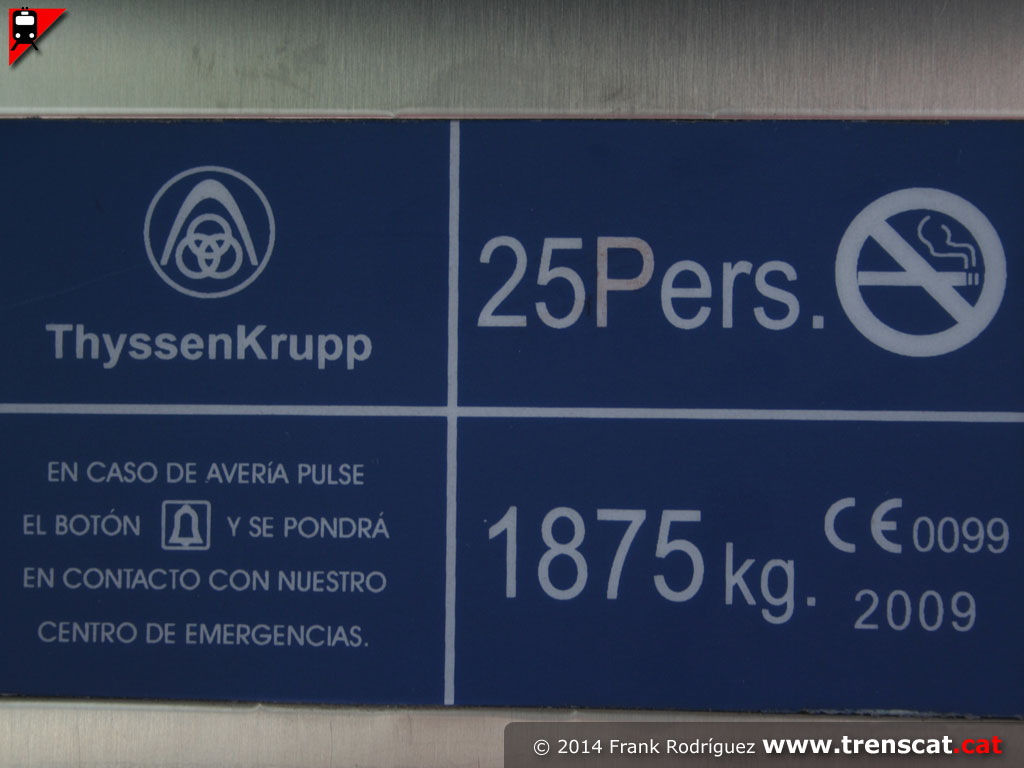 ThyssenKrupp
25Pers.
EN CASO DE AVERÍA PULSE
EL BOTÓN Y SE PONDRÁ
EN CONTACTO CON NUESTRO
CENTRO DE EMERGENCIAS.
1875 kg.
CE 0099
2009
© 2014 Frank Rodríguez www.trenscat.cat